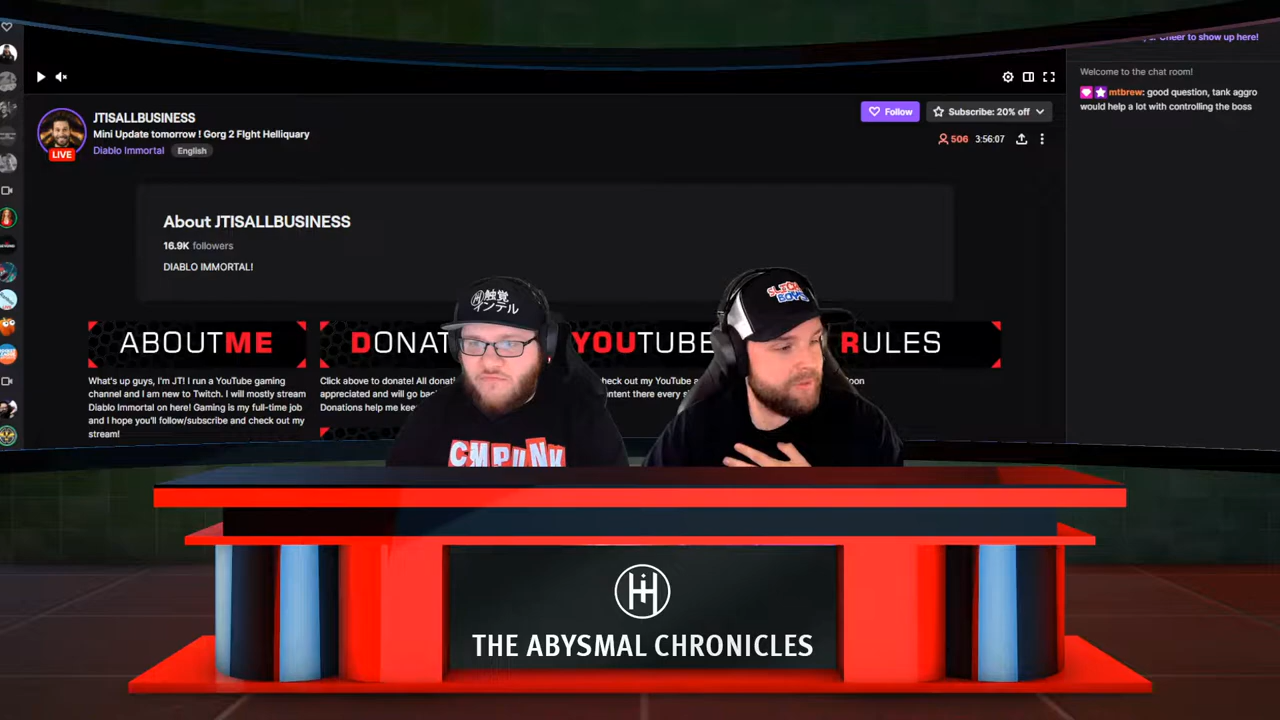 Cheer to show up here!
Welcome to the chat room!
mtbrew: good question, tank aggro
would help a lot with controlling the boss
JTISALLBUSINESS
Mini Update tomorrow ! Gorg 2 FIght Helliquary
Diablo Immortal English
LIVE
Follow
Subscribe: 20% off
506 3:56:07
About JTISALLBUSINESS
16.9K followers
DIABLO IMMORTAL!
ABOUTME
DONAT
YOUTUBE
RULES
What's up guys, I'm JT! I run a YouTube gaming
channel and I am new to Twitch. I will mostly stream
Diablo Immortal on here! Gaming is my full-time job
and I hope you'll follow/subscribe and check out my
stream!
Click above to donate! All donati
appreciated and will go ba
Donations help me kee
check out my YouTube
ntent there every
oon
触覚
インテル
SLICK
BOYS
CM PUNK
THE ABYSMAL CHRONICLES